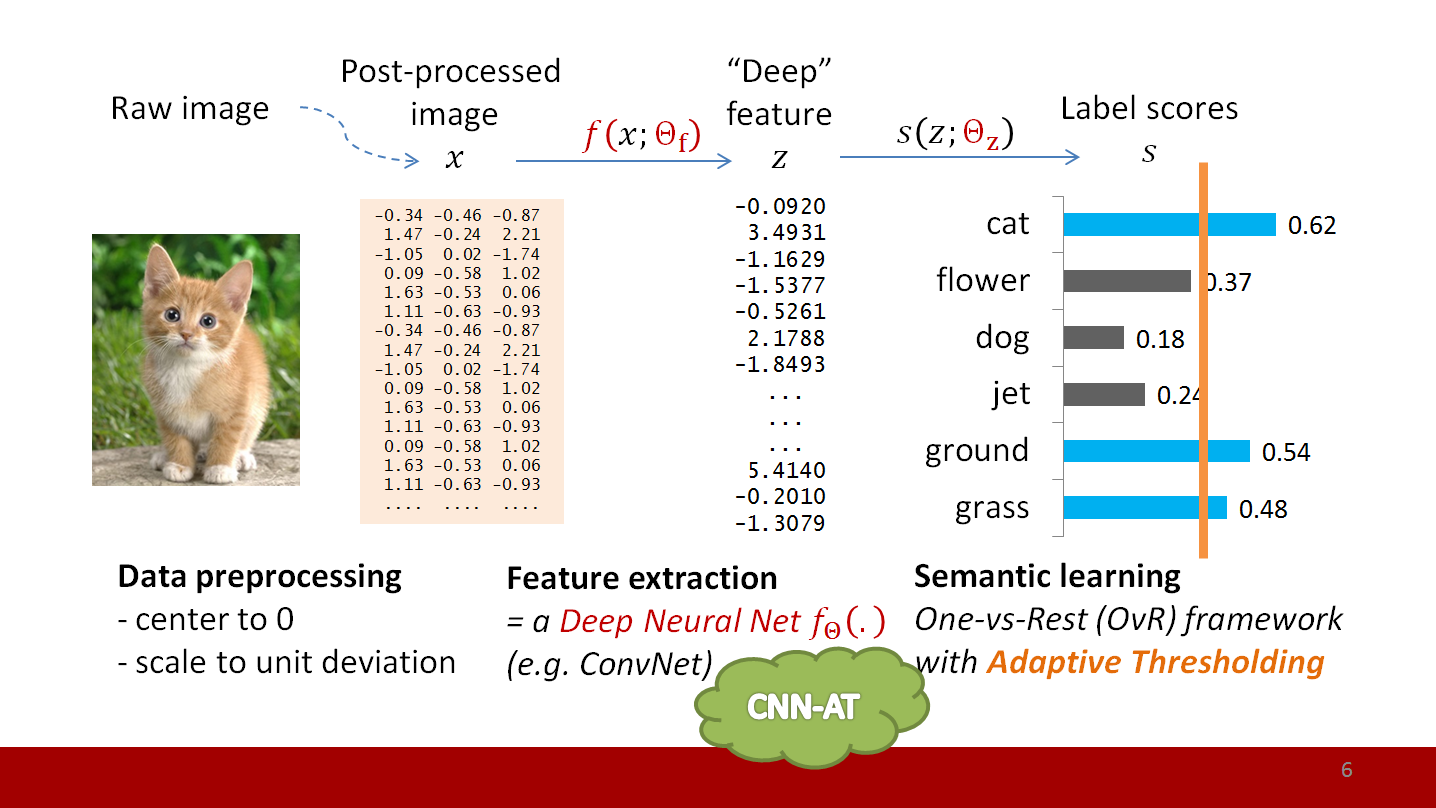 Raw image
Post-processed
image
x
f(x; Θf)
“Deep”
feature
z
s(z; Θz)
Label scores
s
-0.34 -0.46 -0.87
1.47 -0.24 2.21
-1.05 0.02 -1.74
0.09 -0.58 1.02
1.63 -0.53 0.06
1.11 -0.63 -0.93
-0.34 -0.46 -0.87
1.47 -0.24 2.21
-1.05 0.02 -1.74
0.09 -0.58 1.02
1.63 -0.53 0.06
1.11 -0.63 -0.93
0.09 -0.58 1.02
1.63 -0.53 0.06
1.11 -0.63 -0.93
.... .... ....
-0.0920
3.4931
-1.1629
-1.5377
-0.5261
2.1788
-1.8493
...
...
...
5.4140
-0.2010
-1.3079
cat 0.62
flower 0.37
dog 0.18
jet 0.24
ground 0.54
grass 0.48
Data preprocessing
- center to 0
- scale to unit deviation
Feature extraction
= a Deep Neural Net fΘ(.)
(e.g. ConvNet)
Semantic learning
One-vs-Rest (OvR) framework
with Adaptive Thresholding
CNN-AT
6